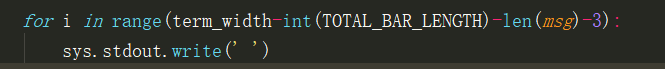 for i in range(term_width-int(TOTAL_BAR_LENGTH)-len(msg)-3):
    sys.stdout.write(' ')